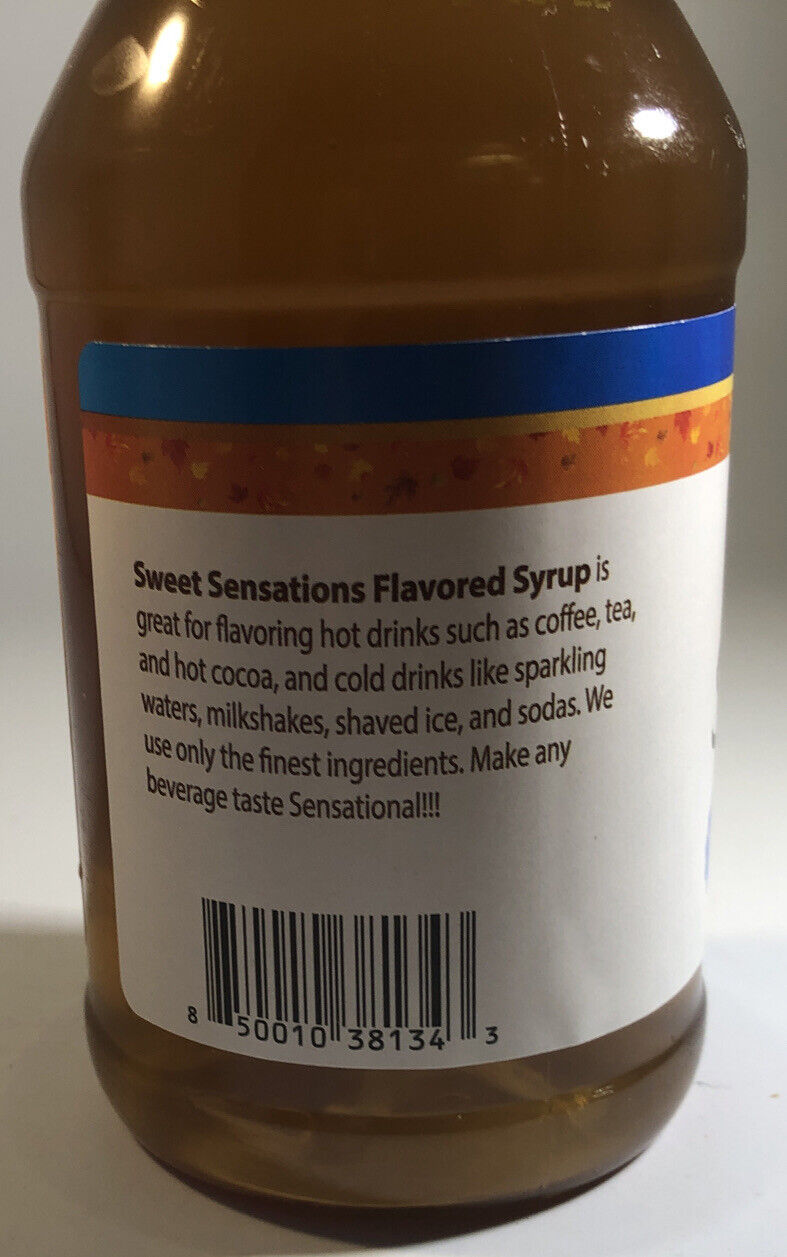 Sweet Sensations Flavored Syrup is
great for flavoring hot drinks such as coffee, tea,
and hot cocoa, and cold drinks like sparkling
waters, milkshakes, shaved ice, and sodas. We
use only the finest ingredients. Make any
beverage taste Sensational!!!
8 50010 38134 3